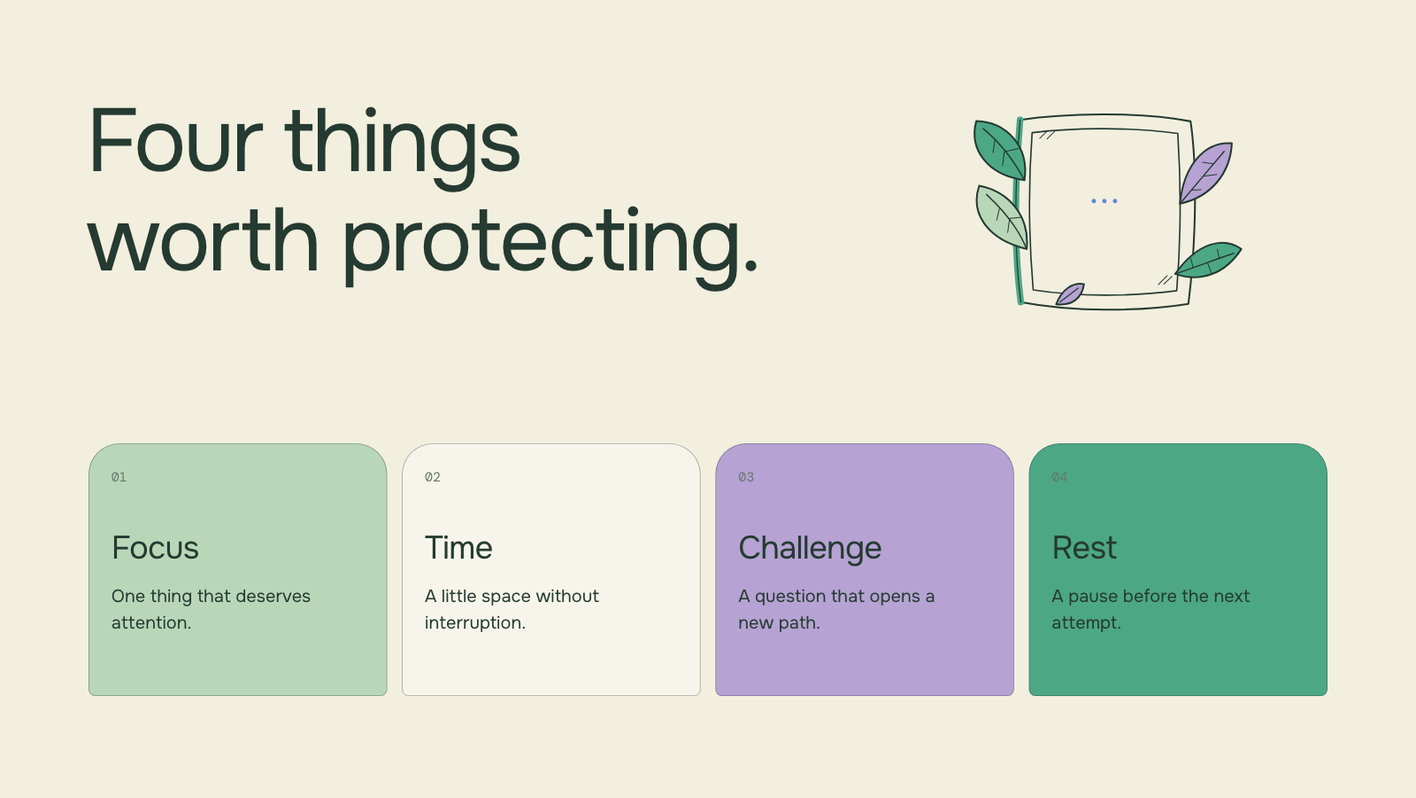 Four things
worth protecting.
01
Focus
One thing that deserves
attention.
02
Time
A little space without
interruption.
03
Challenge
A question that opens a
new path.
04
Rest
A pause before the next
attempt.